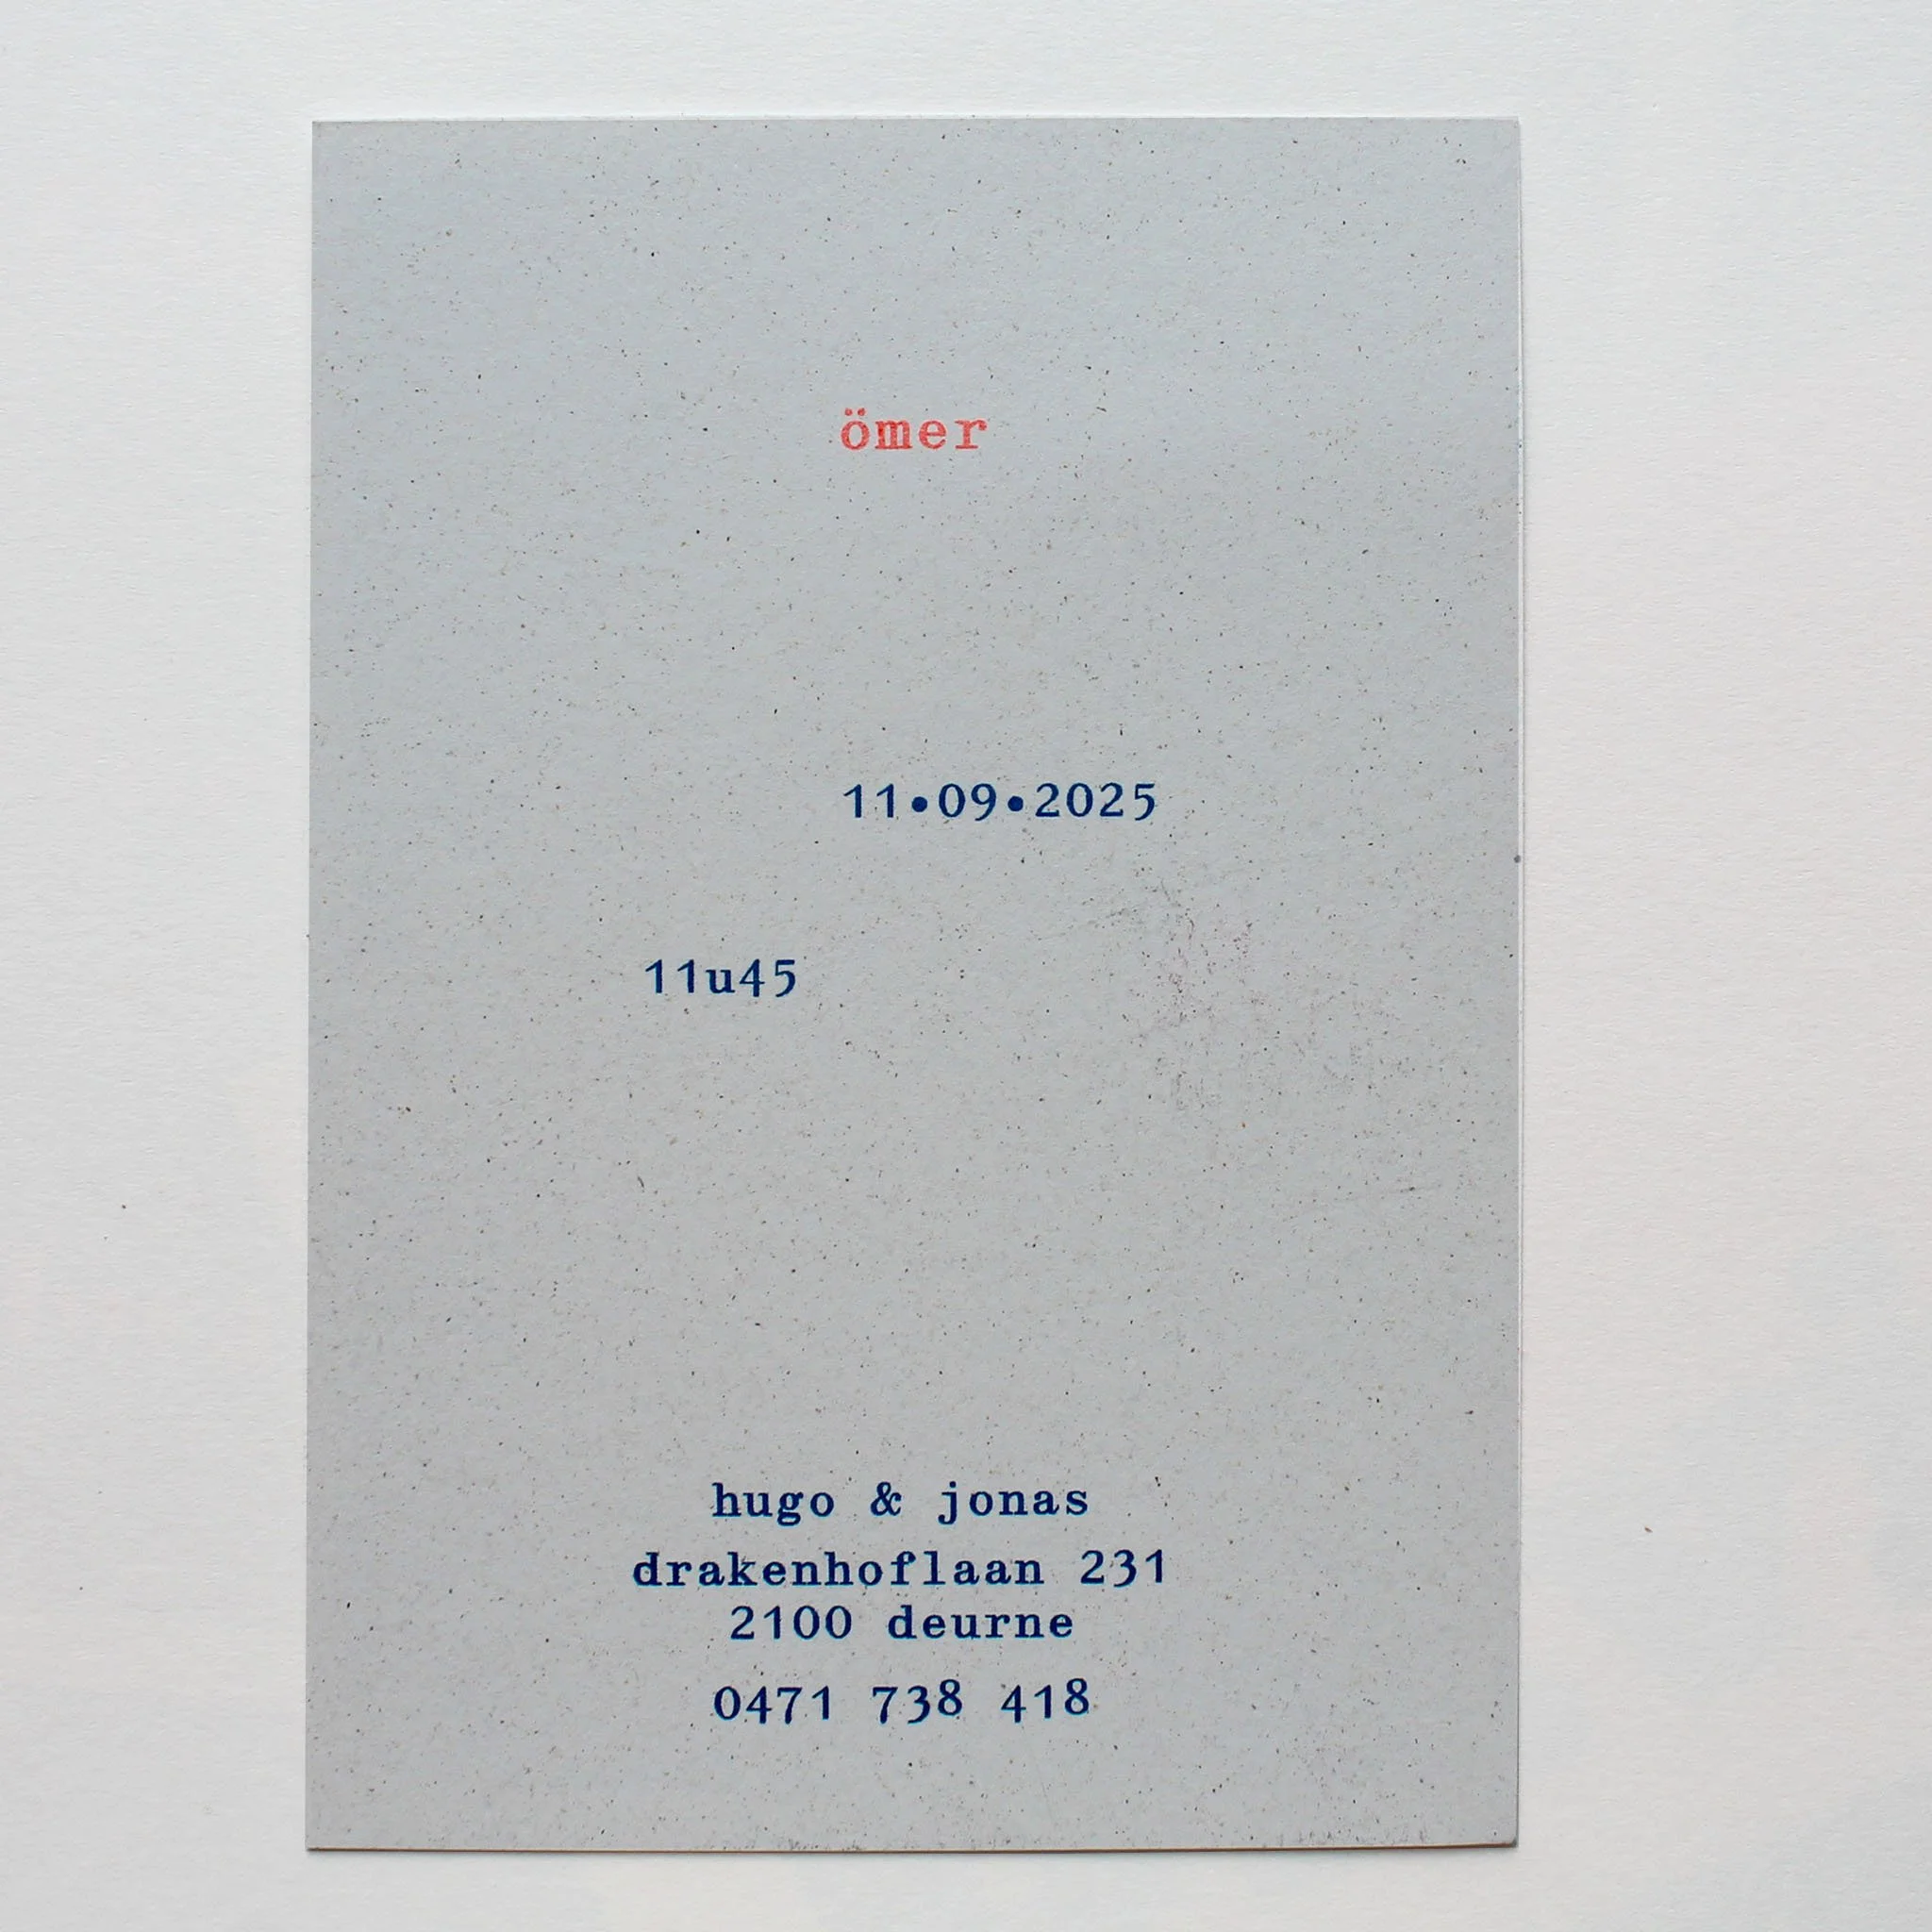 ömer
11•09•2025
11u45
hugo & jonas
drakenhoflaan 231
2100 deurne
0471 738 418